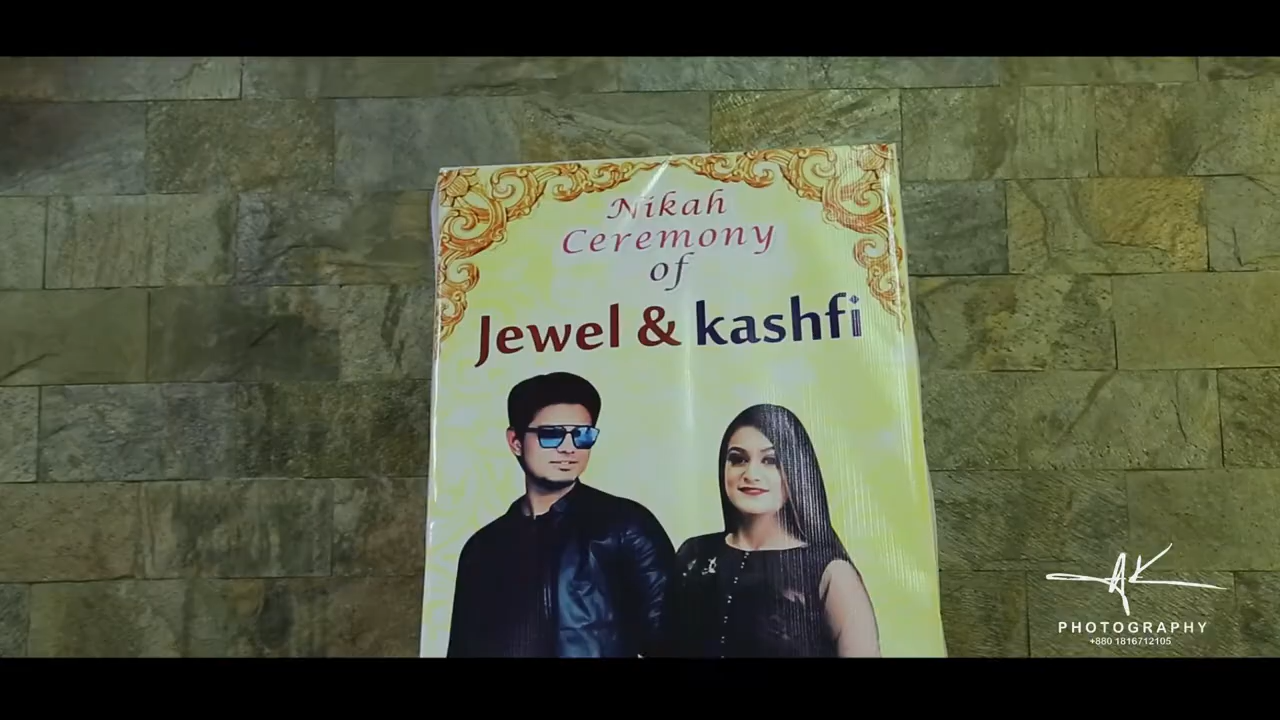 Nikah
Ceremony
of
Jewel & kashfi
AK
PHOTOGRAPHY
+880 1816712105